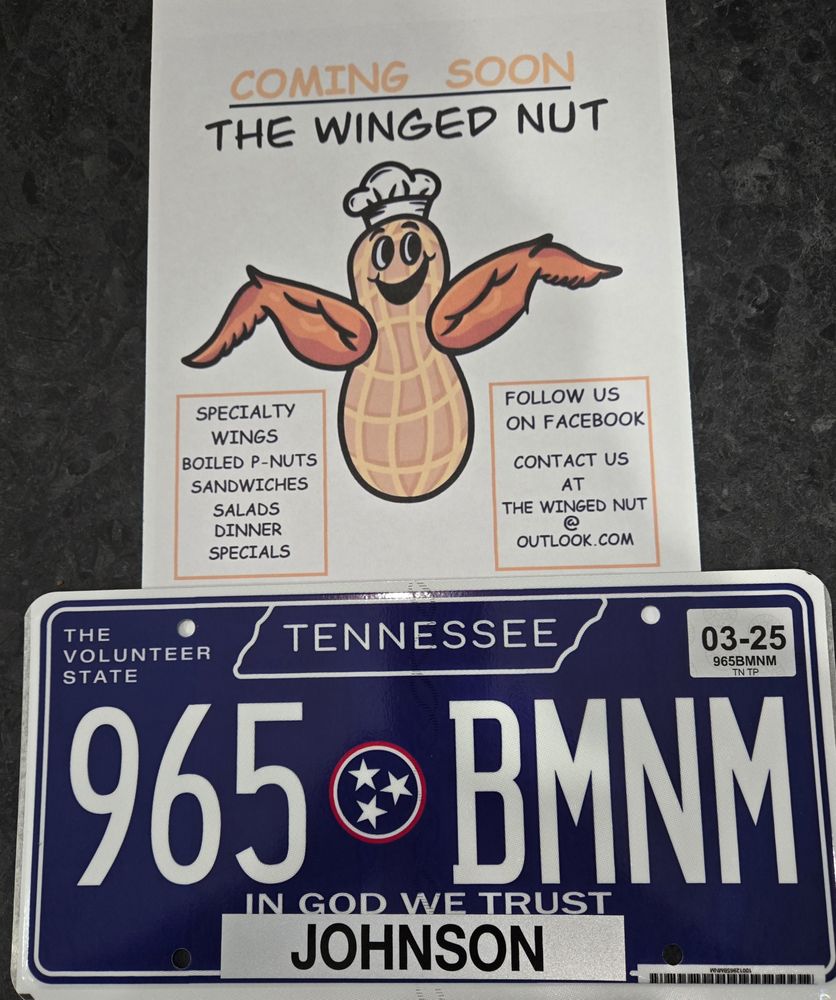 COMING SOON
THE WINGED NUT
SPECIALTY
WINGS
BOILED P-NUTS
SANDWICHES
SALADS
DINNER
SPECIALS
FOLLOW US
ON FACEBOOK
CONTACT US
AT
THE WINGED NUT
@
OUTLOOK.COM
THE
VOLUNTEER
STATE
TENNESSEE
03-25
965BMNM
TN TP
965 BMNM
IN GOD WE TRUST
JOHNSON